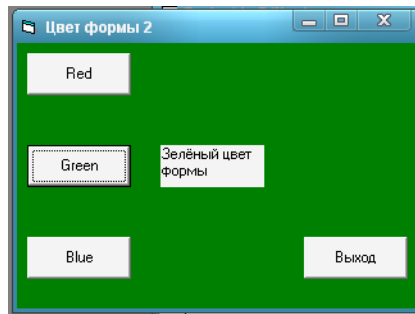 Цвет формы 2
Red
Green
Зелёный цвет
формы
Blue
Выход